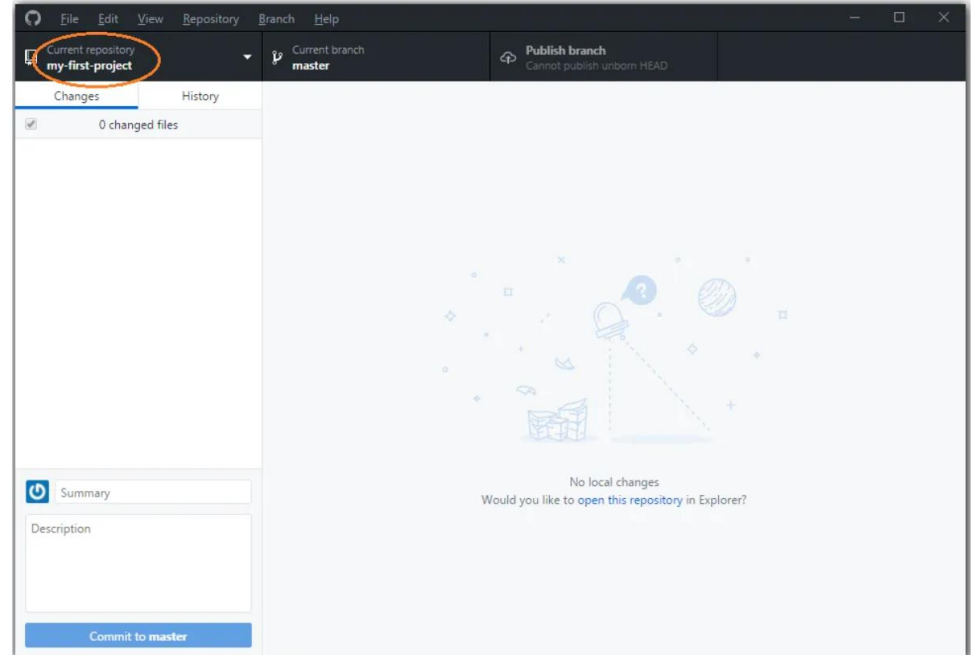 File Edit View Repository Branch Help
Current repository
my-first-project
Current branch
master
Publish branch
Cannot publish unborn HEAD
Changes History
0 changed files
?
No local changes
Would you like to open this repository in Explorer?
Summary
Description
Commit to master